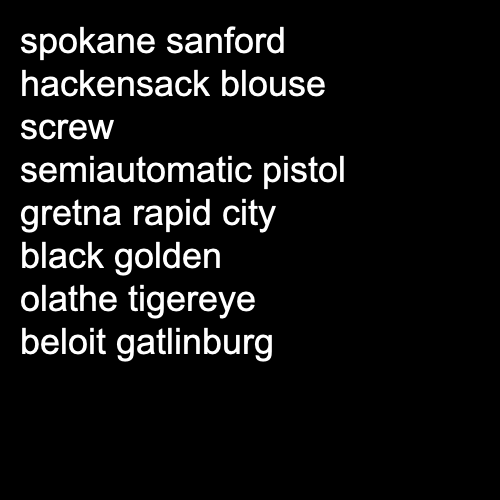 spokane sanford
hackensack blouse
screw
semiautomatic pistol
gretna rapid city
black golden
olathe tigereye
beloit gatlinburg